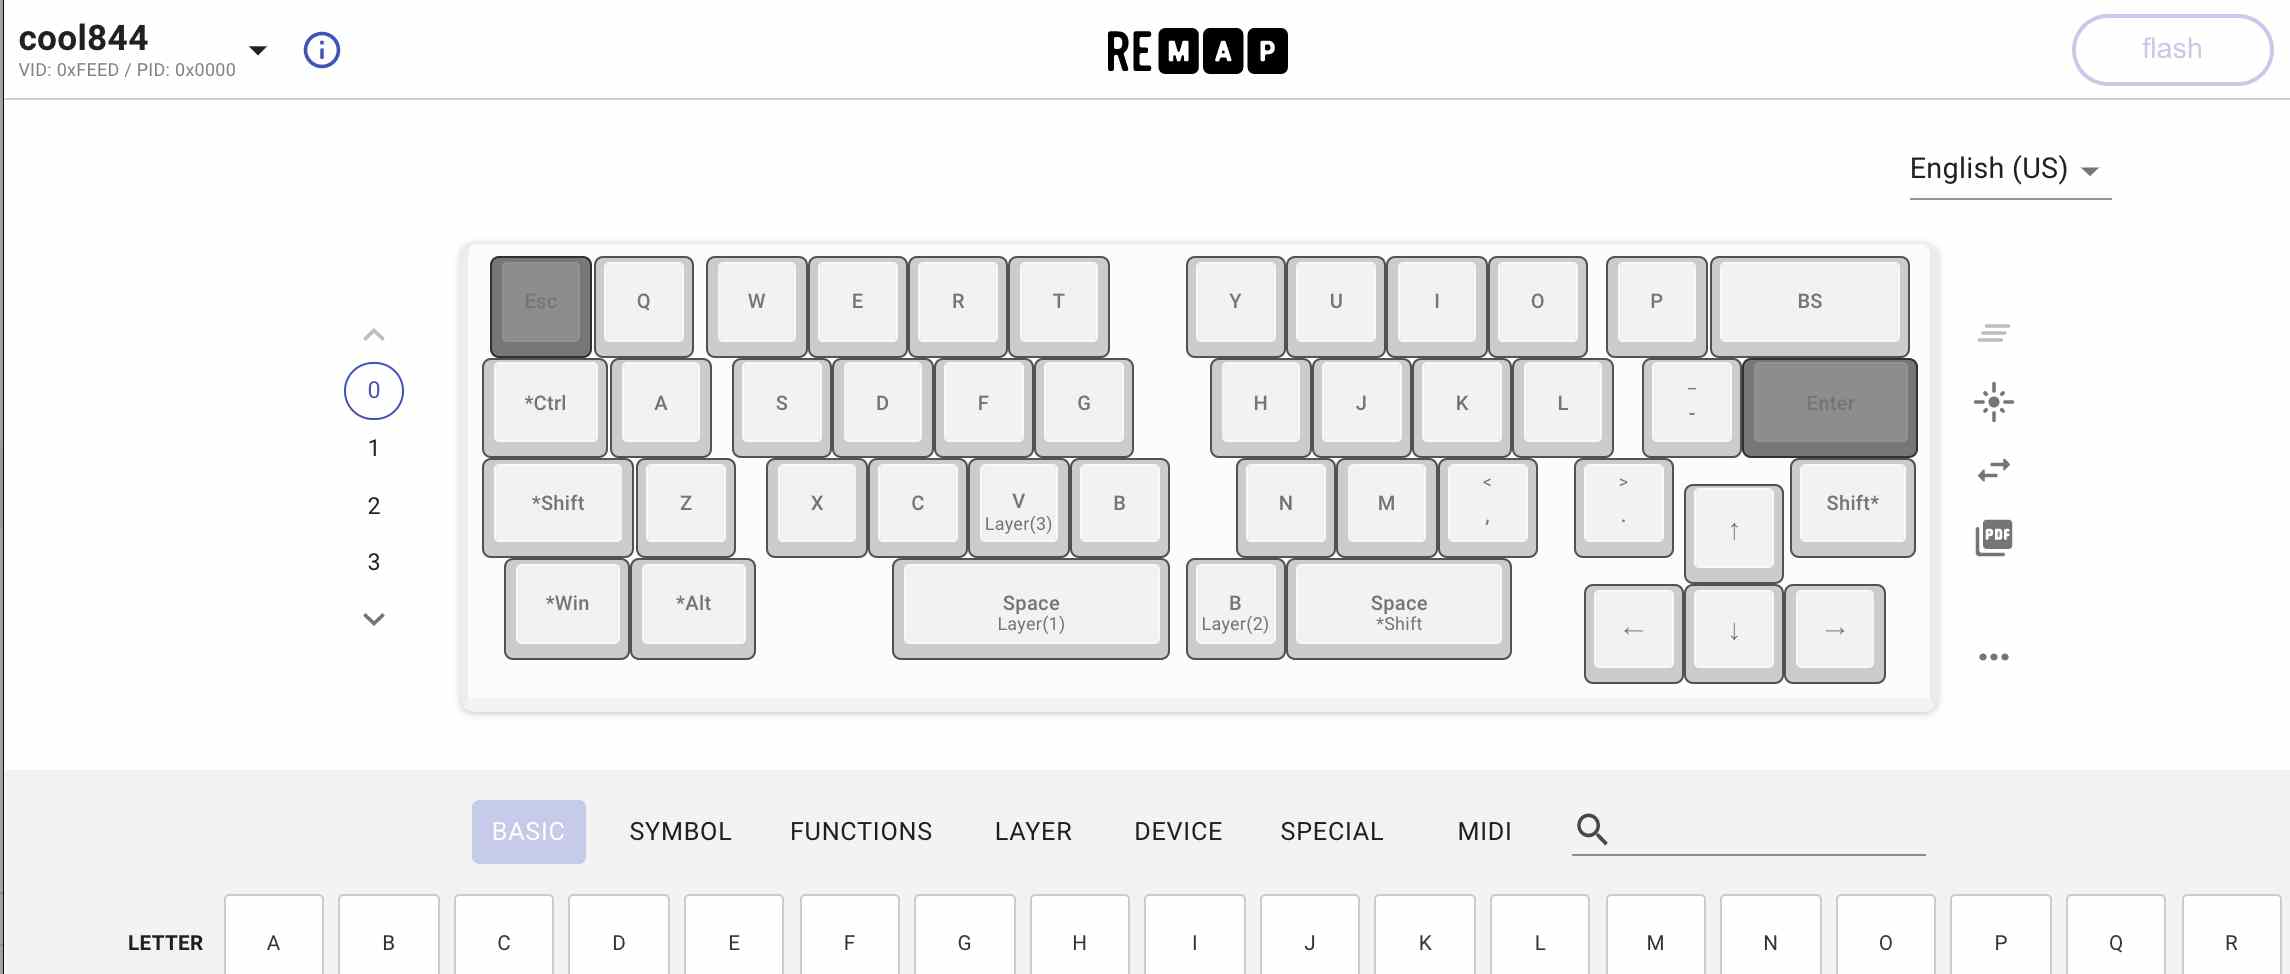 cool844
VID: 0xFEED / PID: 0x0000
REMAP
flash
English (US)
Esc Q W E R T Y U I O P BS
*Ctrl A S D F G H J K L _ - Enter
*Shift Z X C V Layer(3) B N M < , > . ↑ Shift*
*Win *Alt Space Layer(1) B Layer(2) Space *Shift ← ↓ →
0
1
2
3
PDF
BASIC SYMBOL FUNCTIONS LAYER DEVICE SPECIAL MIDI
LETTER A B C D E F G H I J K L M N O P Q R